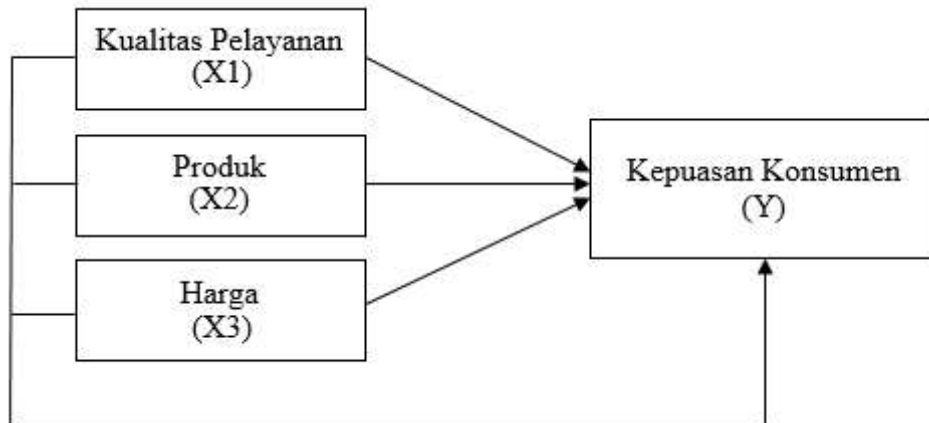 Kualitas Pelayanan
(X1)
Produk
(X2)
Harga
(X3)
Kepuasan Konsumen
(Y)